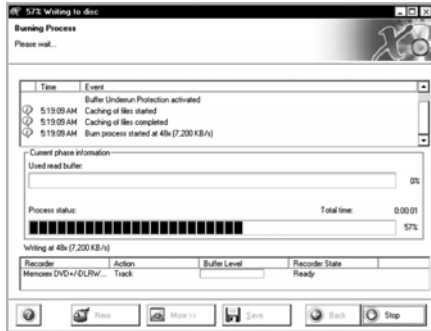 57% Writing to disc
Burning Process
Please wait...
Time Event
Buffer Underrun Protection activated
5:19:09 AM Caching of files started
5:19:09 AM Caching of files completed
5:19:09 AM Burn process started at 48x (7,200 KB/s)
Current phase information
Used read buffer:
0%
Process status: Total time: 0:00:01
57%
Writing at 48x (7,200 KB/s)
Recorder Action Buffer Level Recorder State
Memorex DVD+/-DLRW... Track Ready
Nero More >> Save Back Stop